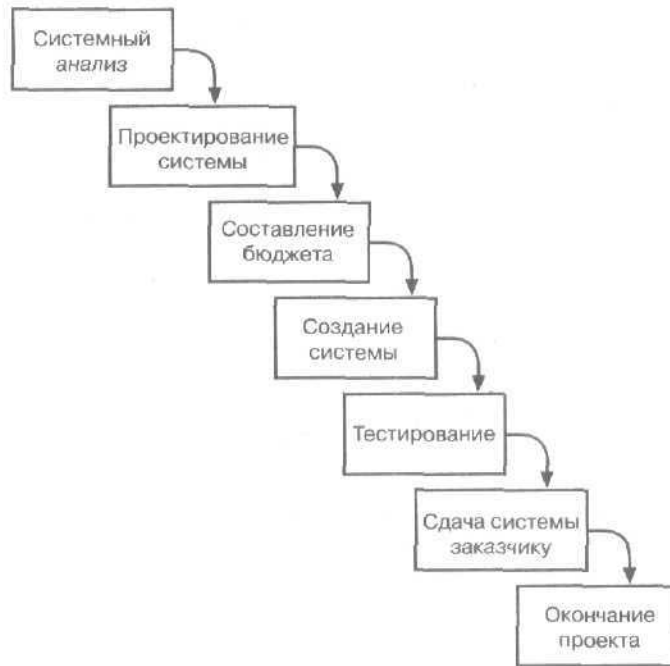 Системный
анализ
Проектирование
системы
Составление
бюджета
Создание
системы
Тестирование
Сдача системы
заказчику
Окончание
проекта